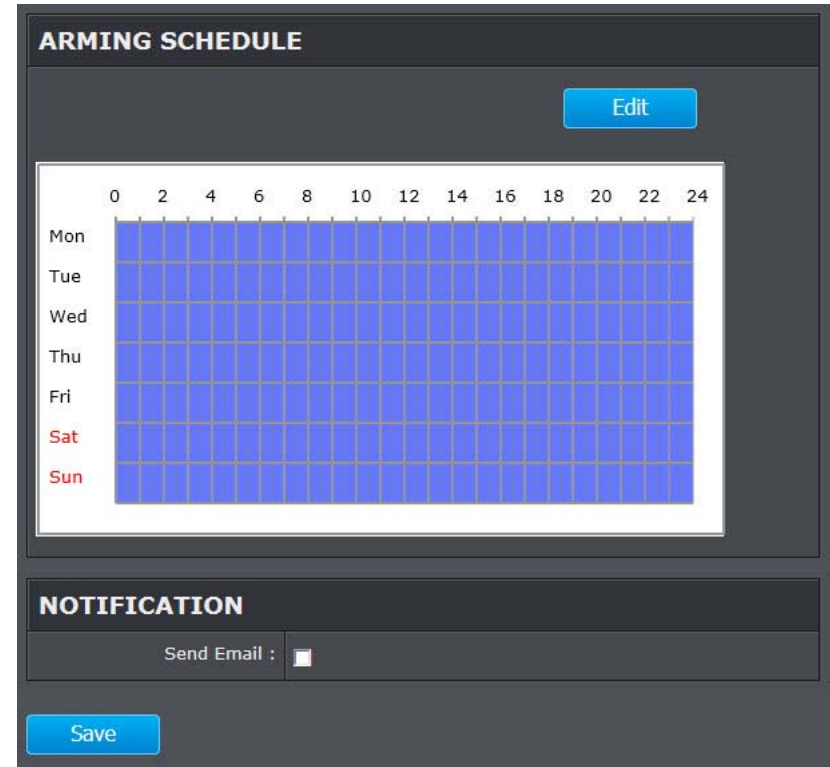 ARMING SCHEDULE
Edit
0 2 4 6 8 10 12 14 16 18 20 22 24
Mon
Tue
Wed
Thu
Fri
Sat
Sun
NOTIFICATION
Send Email :
Save